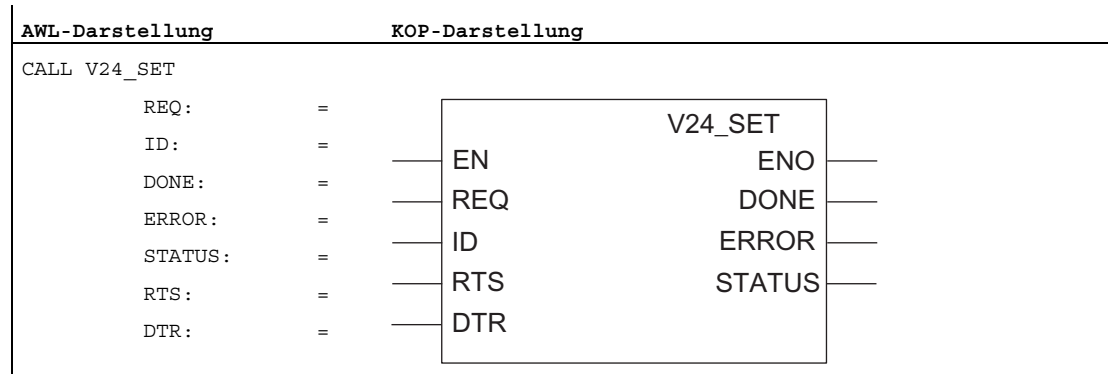 AWL-Darstellung KOP-Darstellung
CALL V24_SET
REQ: =
ID: =
DONE: =
ERROR: =
STATUS: =
RTS: =
DTR: =
V24_SET
EN ENO
REQ DONE
ID ERROR
RTS STATUS
DTR